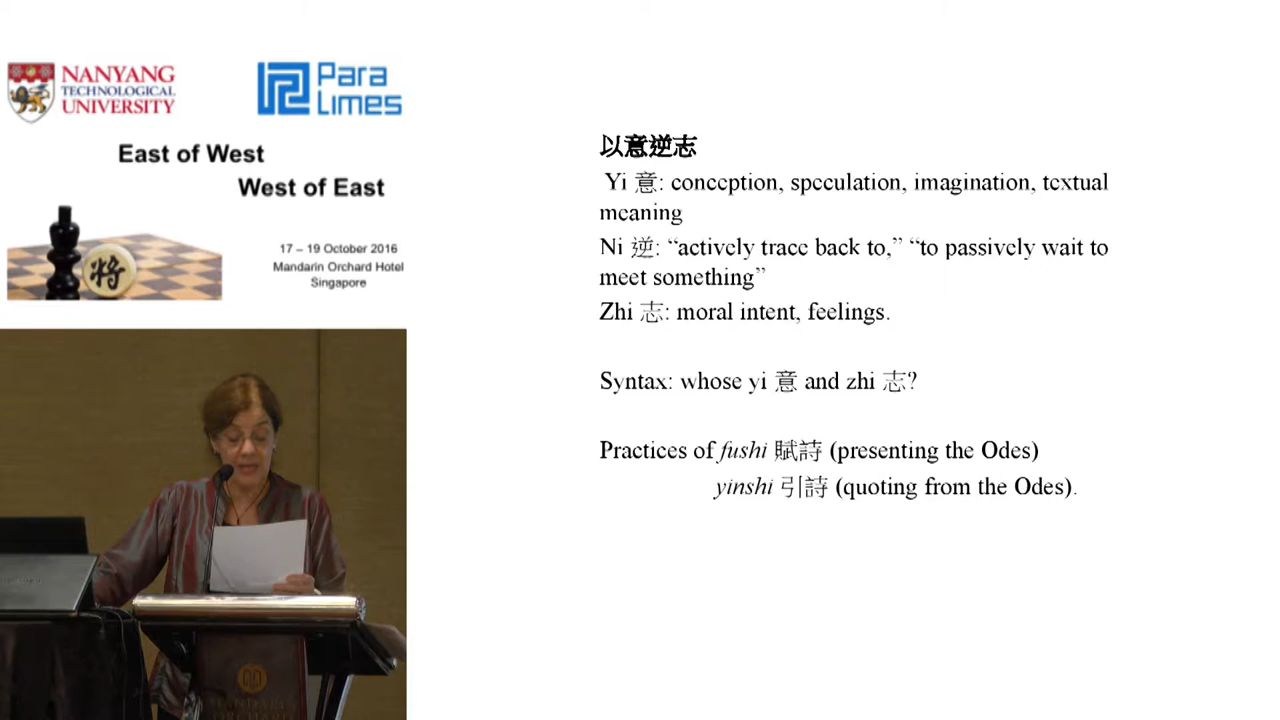 NANYANG
TECHNOLOGICAL
UNIVERSITY
Para
Limes
East of West
West of East
17 – 19 October 2016
Mandarin Orchard Hotel
Singapore
將
以意逆志
Yi 意: conception, speculation, imagination, textual
meaning
Ni 逆: “actively trace back to,” “to passively wait to
meet something”
Zhi 志: moral intent, feelings.
Syntax: whose yi 意 and zhi 志?
Practices of fushi 賦詩 (presenting the Odes)
yinshi 引詩 (quoting from the Odes).
MANDARIN
ORCHARD